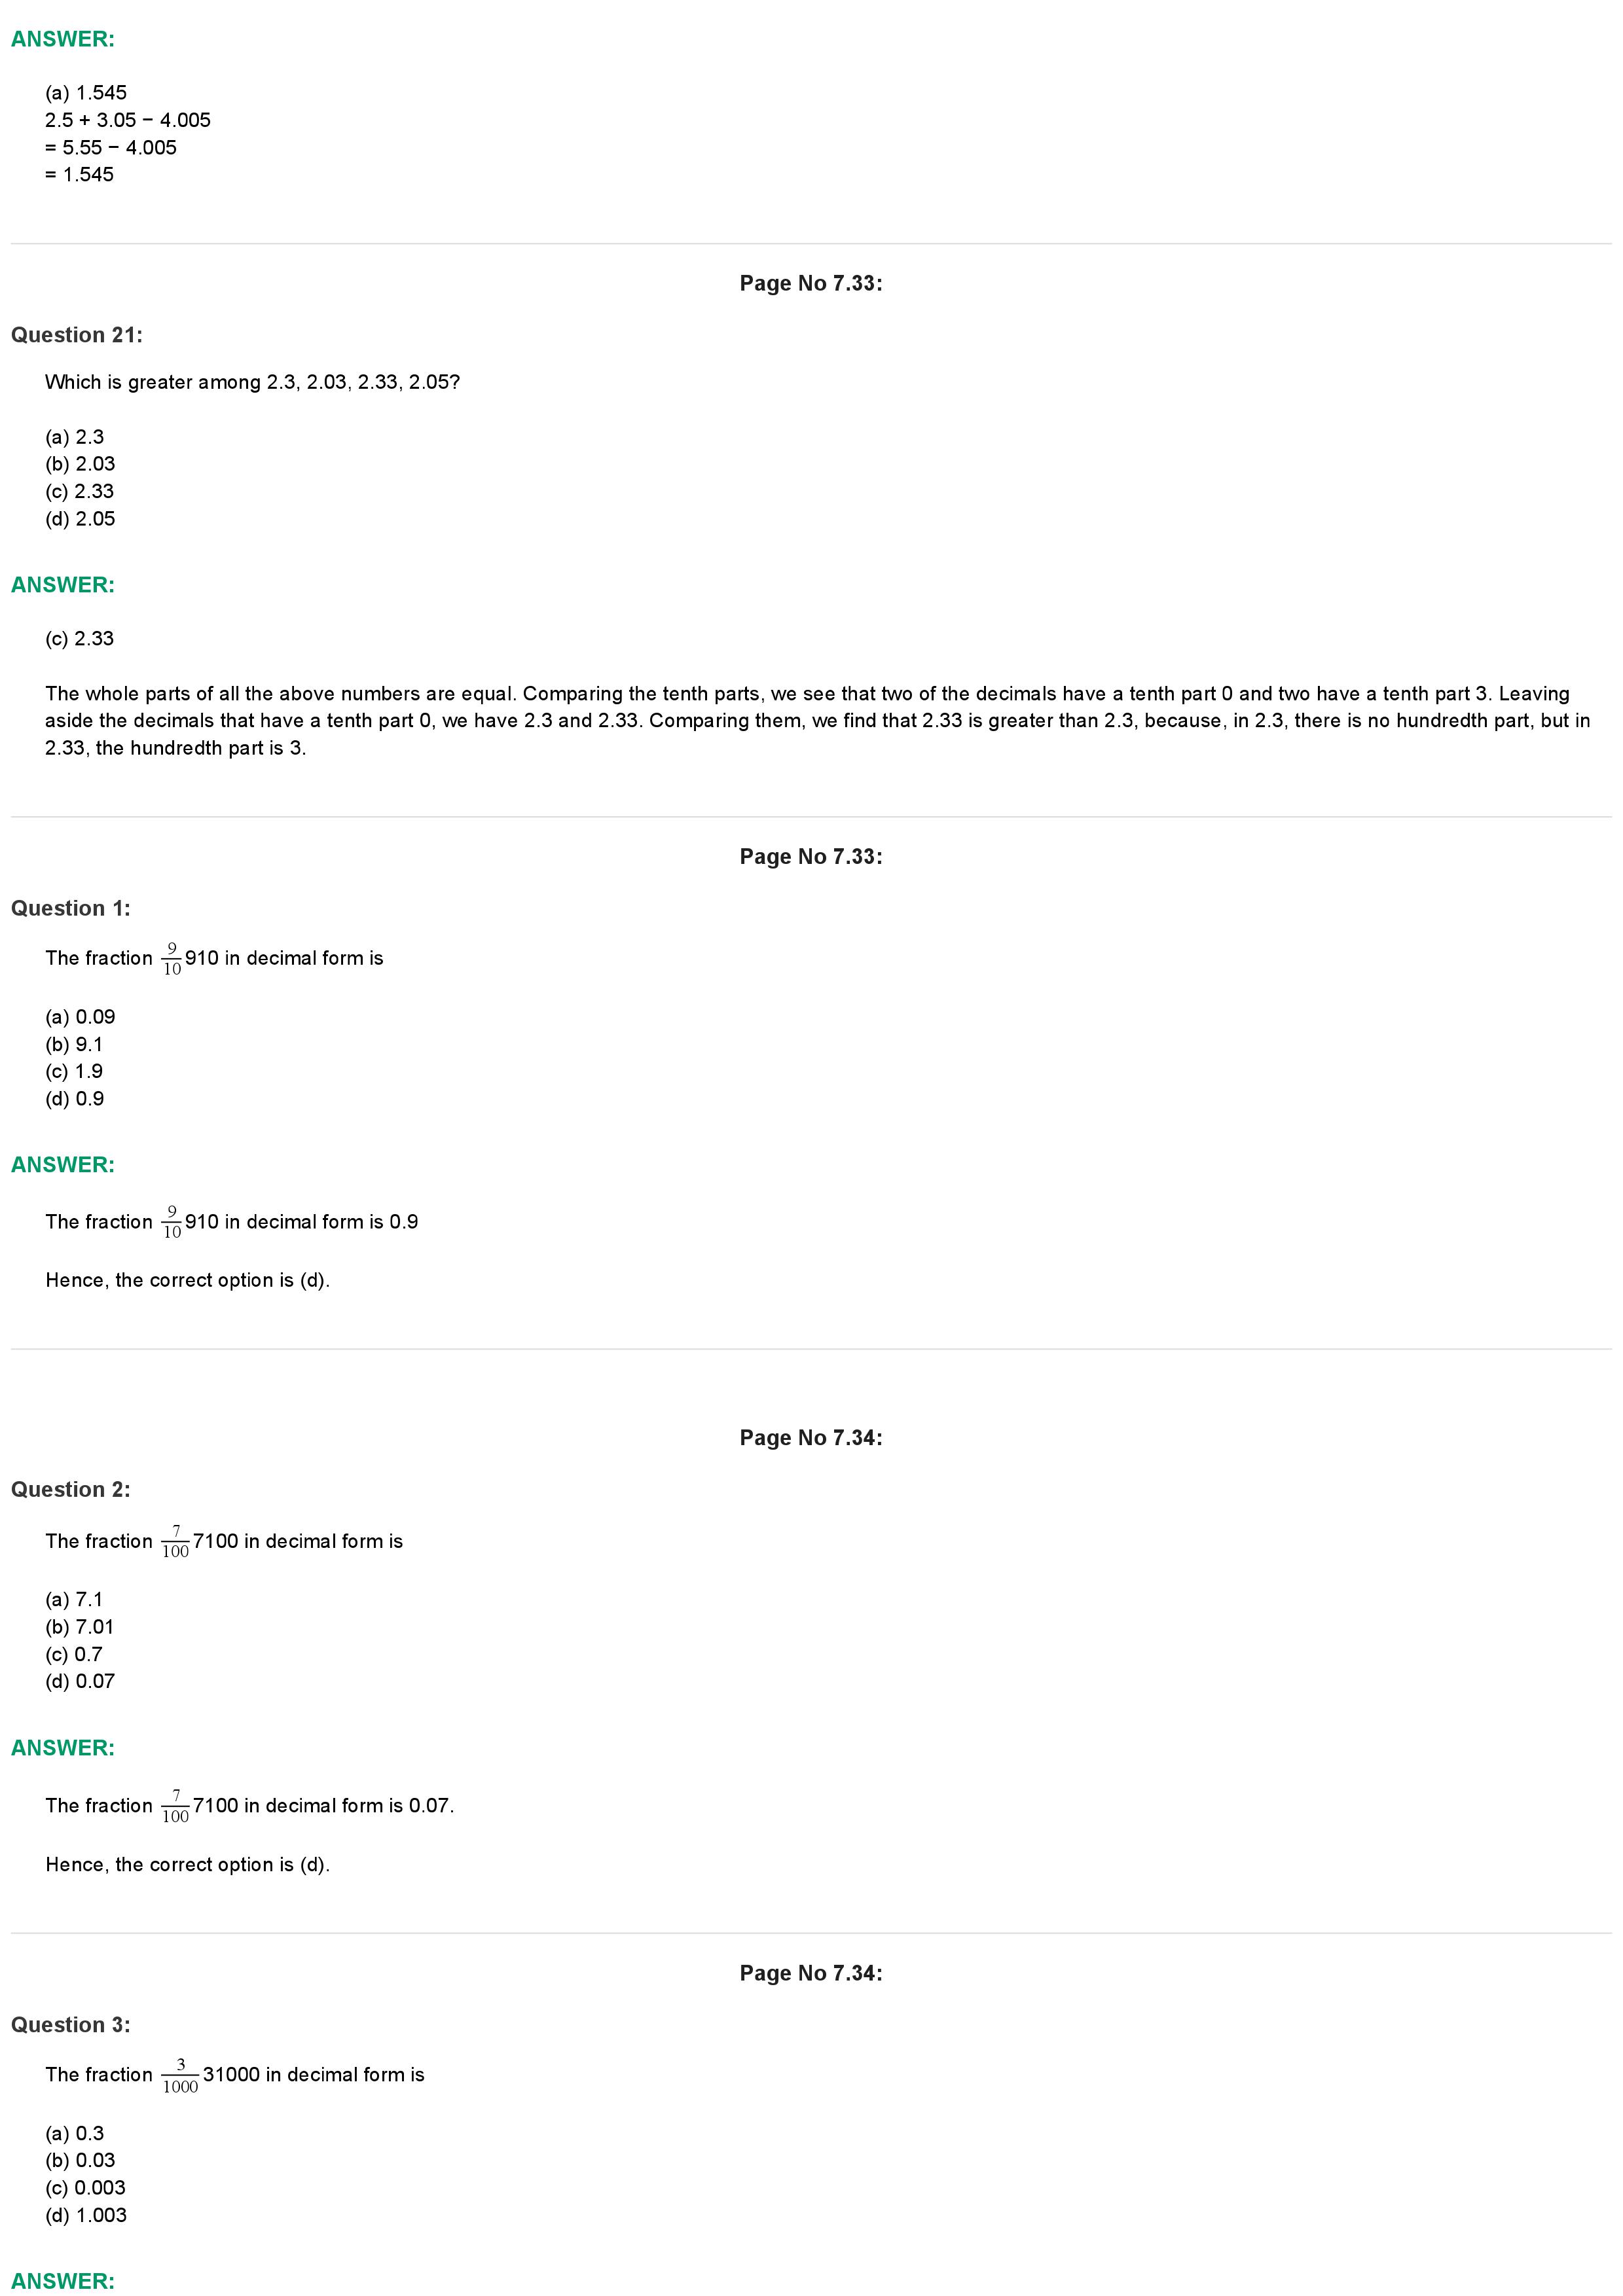 ANSWER:
(a) 1.545
2.5 + 3.05 − 4.005
= 5.55 − 4.005
= 1.545
Page No 7.33:
Question 21:
Which is greater among 2.3, 2.03, 2.33, 2.05?
(a) 2.3
(b) 2.03
(c) 2.33
(d) 2.05
ANSWER:
(c) 2.33
The whole parts of all the above numbers are equal. Comparing the tenth parts, we see that two of the decimals have a tenth part 0 and two have a tenth part 3. Leaving
aside the decimals that have a tenth part 0, we have 2.3 and 2.33. Comparing them, we find that 2.33 is greater than 2.3, because, in 2.3, there is no hundredth part, but in
2.33, the hundredth part is 3.
Page No 7.33:
Question 1:
The fraction 9/10 910 in decimal form is
(a) 0.09
(b) 9.1
(c) 1.9
(d) 0.9
ANSWER:
The fraction 9/10 910 in decimal form is 0.9
Hence, the correct option is (d).
Page No 7.34:
Question 2:
The fraction 7/100 7100 in decimal form is
(a) 7.1
(b) 7.01
(c) 0.7
(d) 0.07
ANSWER:
The fraction 7/100 7100 in decimal form is 0.07.
Hence, the correct option is (d).
Page No 7.34:
Question 3:
The fraction 3/1000 31000 in decimal form is
(a) 0.3
(b) 0.03
(c) 0.003
(d) 1.003
ANSWER: